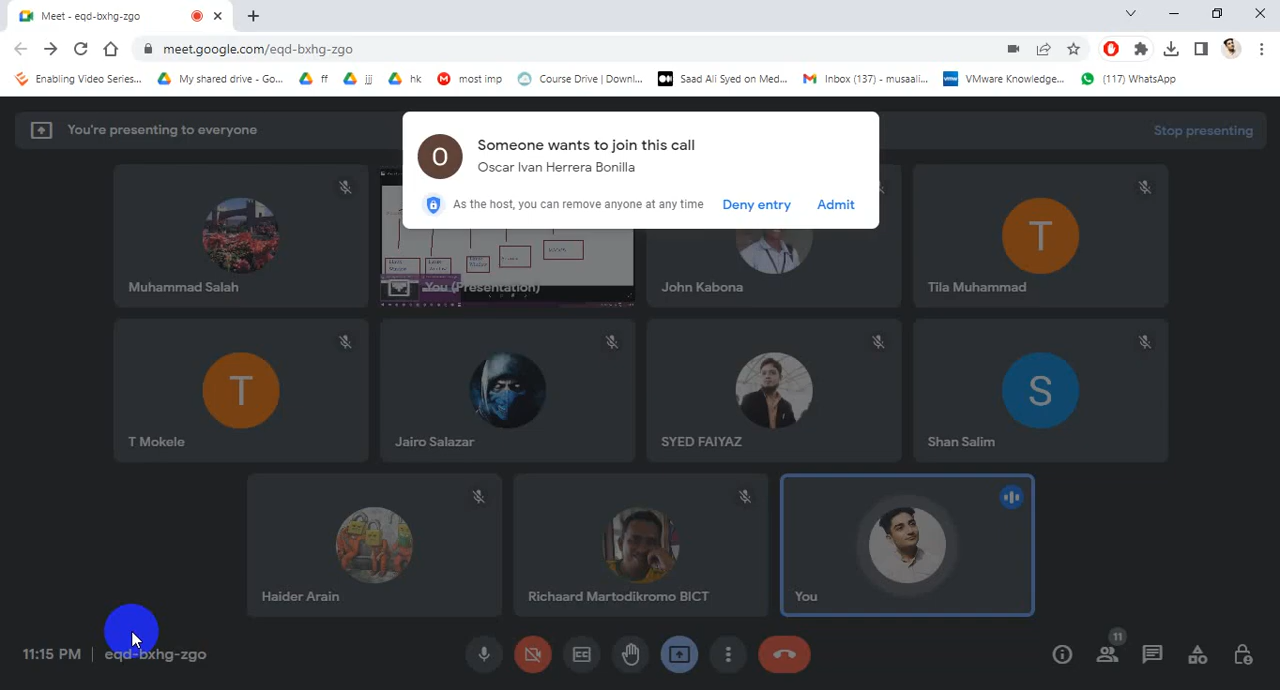 Meet - eqd-bxhg-zgo
meet.google.com/eqd-bxhg-zgo
Enabling Video Series... My shared drive - Go... ff jjj hk most imp Course Drive | Downl... Saad Ali Syed on Med... Inbox (137) - musaali... VMware Knowledge... (117) WhatsApp
You're presenting to everyone
Stop presenting
O
Someone wants to join this call
Oscar Ivan Herrera Bonilla
As the host, you can remove anyone at any time
Deny entry
Admit
Muhammad Salah
You (Presentation)
John Kabona
T
Tila Muhammad
T
T Mokele
Jairo Salazar
SYED FAIYAZ
S
Shan Salim
Haider Arain
Richaard Martodikromo BICT
You
11:15 PM | eqd-bxhg-zgo
11